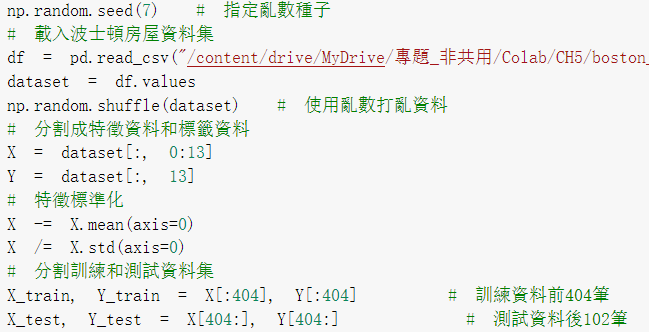 np.random.seed(7) # 指定亂數種子
# 載入波士頓房屋資料集
df = pd.read_csv("/content/drive/MyDrive/專題_非共用/Colab/CH5/boston_
dataset = df.values
np.random.shuffle(dataset) # 使用亂數打亂資料
# 分割成特徵資料和標籤資料
X = dataset[:, 0:13]
Y = dataset[:, 13]
# 特徵標準化
X -= X.mean(axis=0)
X /= X.std(axis=0)
# 分割訓練和測試資料集
X_train, Y_train = X[:404], Y[:404] # 訓練資料前404筆
X_test, Y_test = X[404:], Y[404:] # 測試資料後102筆